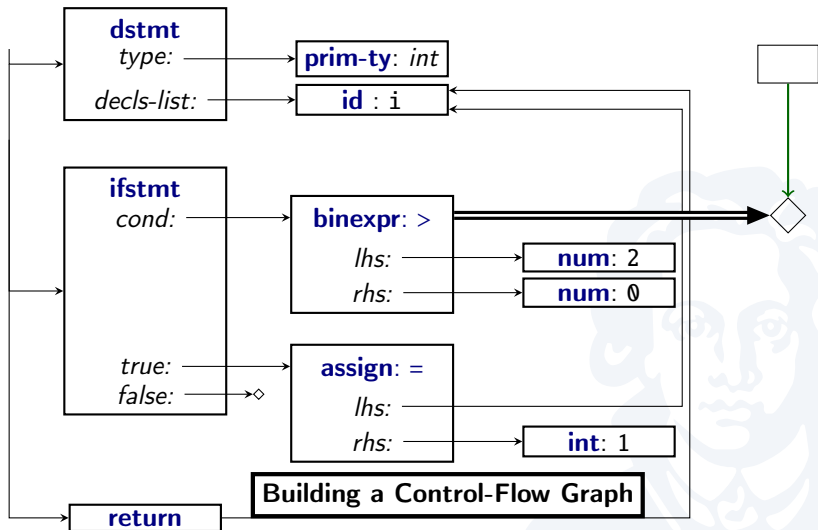 dstmt
type:
prim-ty: int
decls-list:
id : i
ifstmt
cond:
binexpr: >
lhs:
num: 2
rhs:
num: 0
true:
assign: =
false:
lhs:
rhs:
int: 1
Building a Control-Flow Graph
return